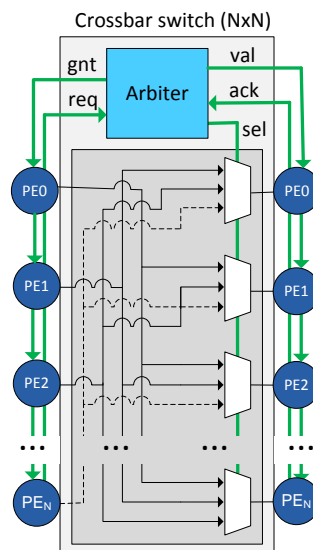 Crossbar switch (NxN)
gnt
val
Arbiter
req
ack
sel
PE0
PE0
PE1
PE1
PE2
PE2
... ... ... ...
PEN
PEN